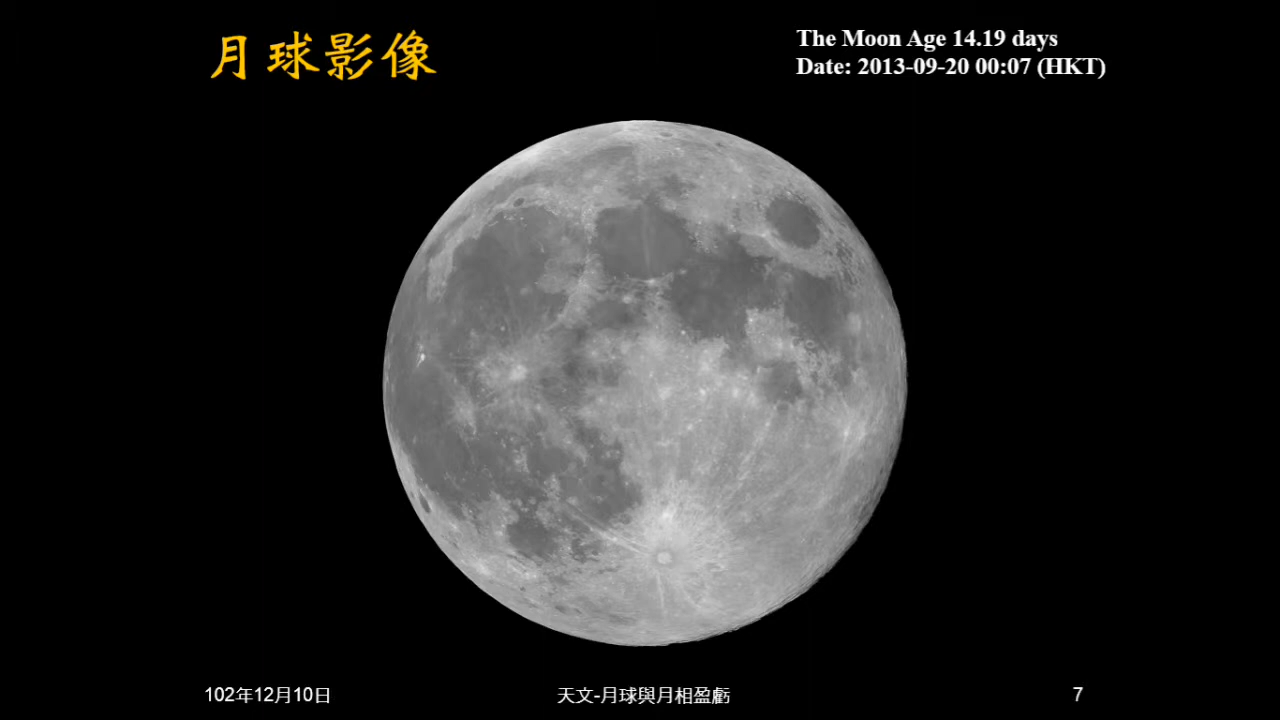 月球影像
The Moon Age 14.19 days
Date: 2013-09-20 00:07 (HKT)
102年12月10日
天文-月球與月相盈虧
7